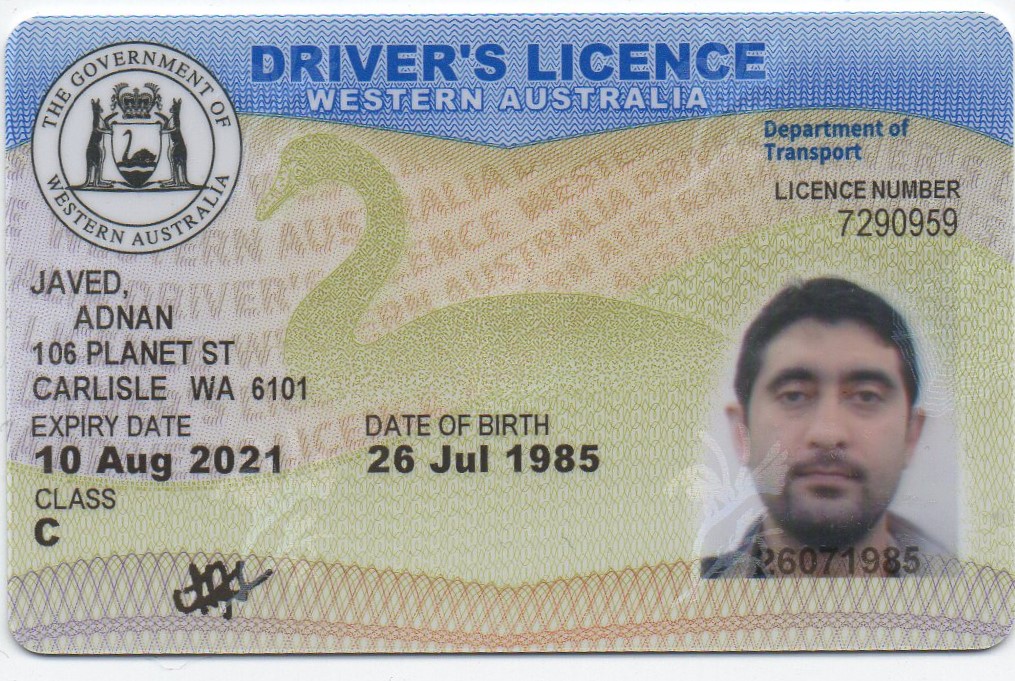 DRIVER'S LICENCE
WESTERN AUSTRALIA
THE GOVERNMENT OF
WESTERN AUSTRALIA
Department of
Transport
LICENCE NUMBER
7290959
JAVED,
ADNAN
106 PLANET ST
CARLISLE WA 6101
EXPIRY DATE
10 Aug 2021
DATE OF BIRTH
26 Jul 1985
CLASS
C
26071985